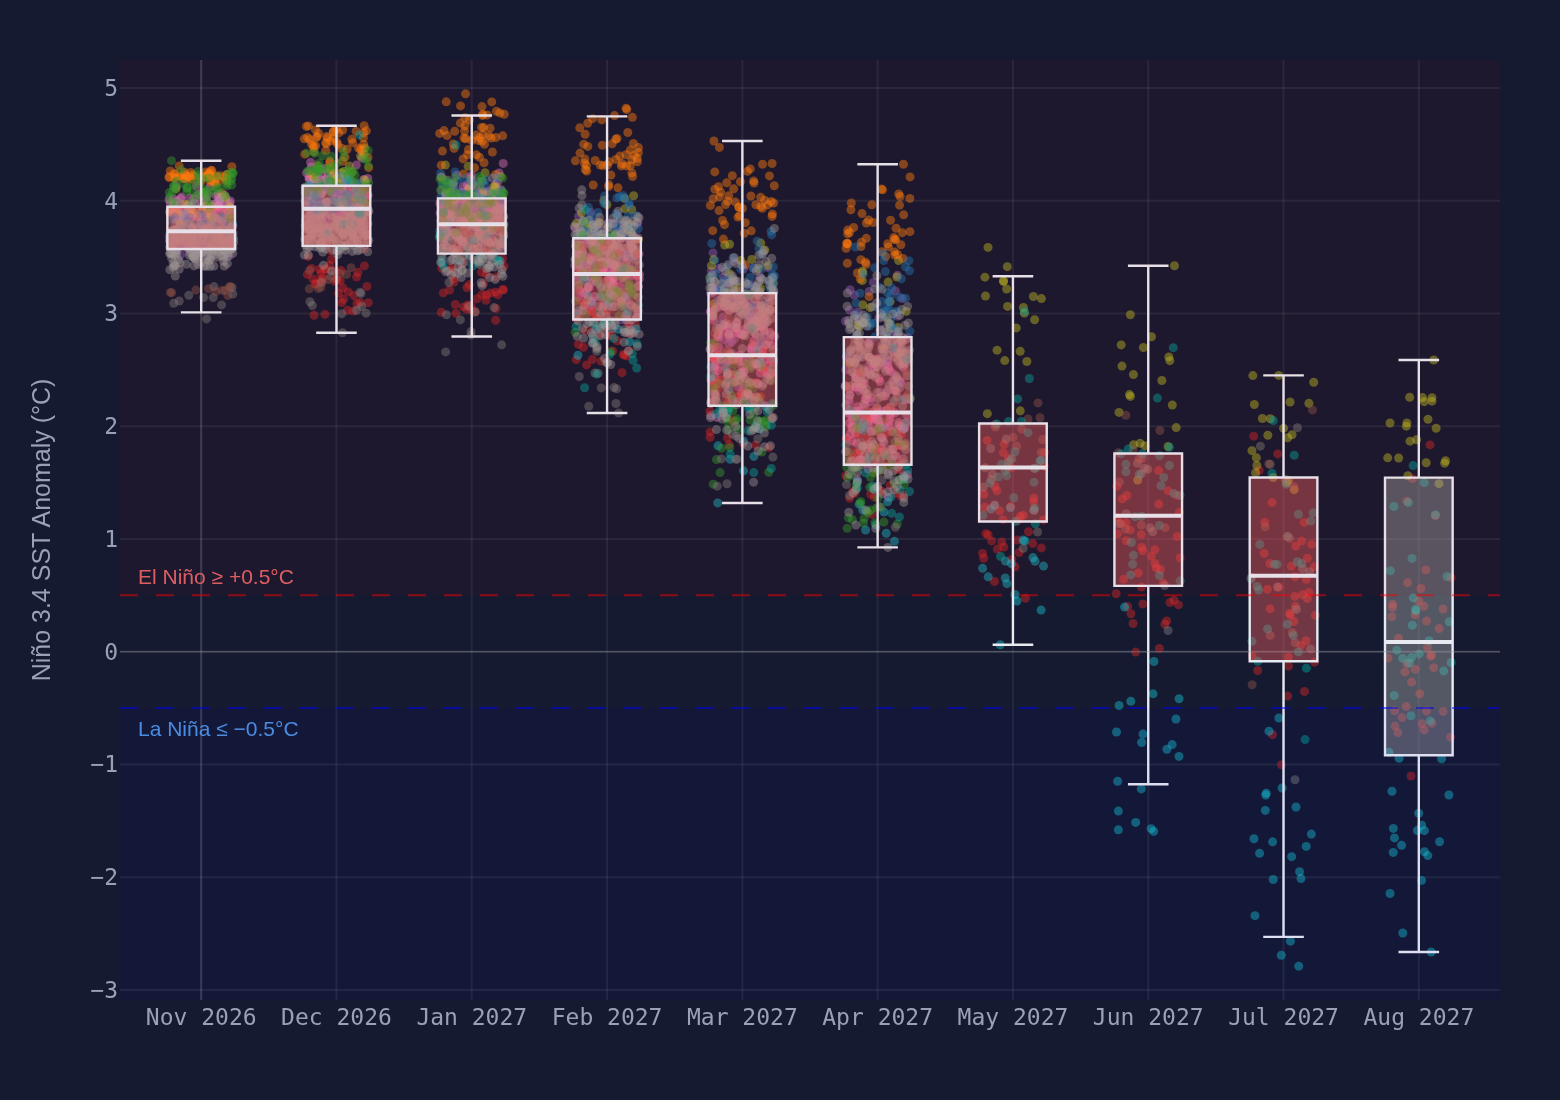 5
4
3
2
1
0
−1
−2
−3
Niño 3.4 SST Anomaly (°C)
El Niño ≥ +0.5°C
La Niña ≤ −0.5°C
Nov 2026 Dec 2026 Jan 2027 Feb 2027 Mar 2027 Apr 2027 May 2027 Jun 2027 Jul 2027 Aug 2027